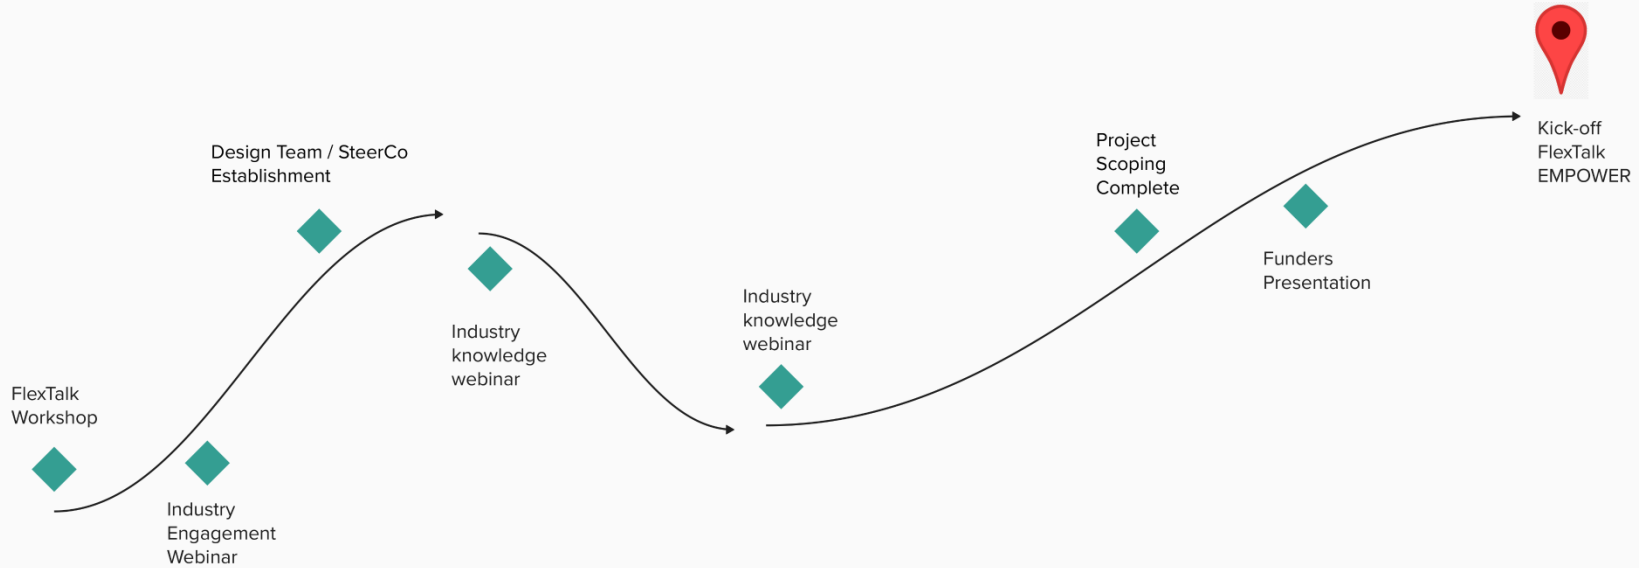 FlexTalk
Workshop
Industry
Engagement
Webinar
Design Team / SteerCo
Establishment
Industry
knowledge
webinar
Industry
knowledge
webinar
Project
Scoping
Complete
Funders
Presentation
Kick-off
FlexTalk
EMPOWER